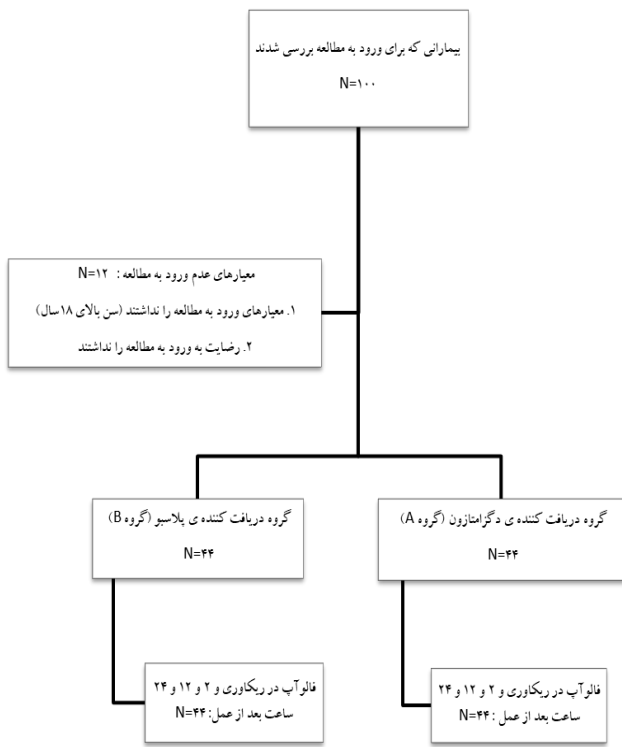 بیمارانی که برای ورود به مطالعه بررسی شدند
N=۱۰۰
معیارهای عدم ورود به مطالعه : N=۱۲
۱. معیارهای ورود به مطالعه را نداشتند (سن بالای ۱۸سال)
۲. رضایت به ورود به مطالعه را نداشتند
گروه دریافت کننده ی دگزامتازون (گروه A)
N=۴۴
گروه دریافت کننده ی پلاسبو (گروه B)
N=۴۴
فالوآپ در ریکاوری و ۲ و ۱۲ و ۲۴
ساعت بعد از عمل : N=۴۴
فالوآپ در ریکاوری و ۲ و ۱۲ و ۲۴
ساعت بعد از عمل: N=۴۴